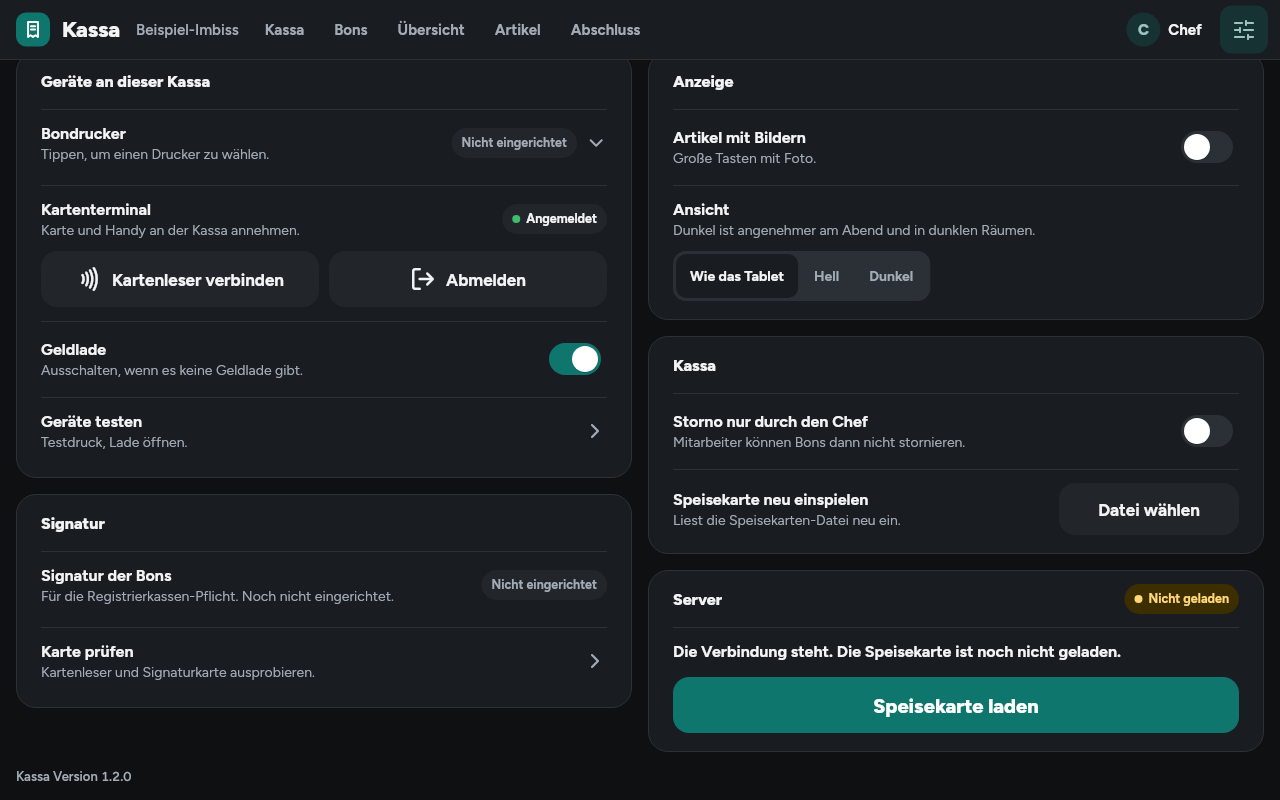 Kassa
Beispiel-Imbiss
Kassa
Bons
Übersicht
Artikel
Abschluss
C
Chef
Geräte an dieser Kassa
Bondrucker
Tippen, um einen Drucker zu wählen.
Nicht eingerichtet
Kartenterminal
Karte und Handy an der Kassa annehmen.
Angemeldet
Kartenleser verbinden
Abmelden
Geldlade
Ausschalten, wenn es keine Geldlade gibt.
Geräte testen
Testdruck, Lade öffnen.
Signatur
Signatur der Bons
Für die Registrierkassen-Pflicht. Noch nicht eingerichtet.
Nicht eingerichtet
Karte prüfen
Kartenleser und Signaturkarte ausprobieren.
Anzeige
Artikel mit Bildern
Große Tasten mit Foto.
Ansicht
Dunkel ist angenehmer am Abend und in dunklen Räumen.
Wie das Tablet
Hell
Dunkel
Kassa
Storno nur durch den Chef
Mitarbeiter können Bons dann nicht stornieren.
Speisekarte neu einspielen
Liest die Speisekarten-Datei neu ein.
Datei wählen
Server
Nicht geladen
Die Verbindung steht. Die Speisekarte ist noch nicht geladen.
Speisekarte laden
Kassa Version 1.2.0